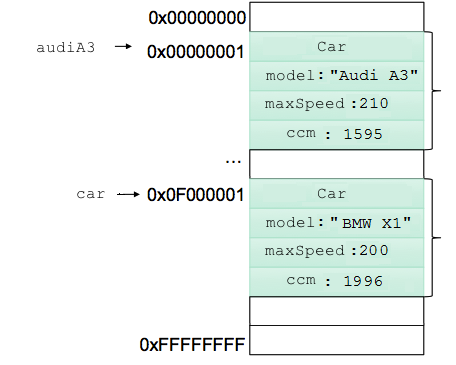 0x00000000
audiA3 0x00000001 Car
model: "Audi A3"
maxSpeed :210
ccm : 1595
...
car 0x0F000001 Car
model: "BMW X1"
maxSpeed :200
ccm : 1996
0xFFFFFFFF